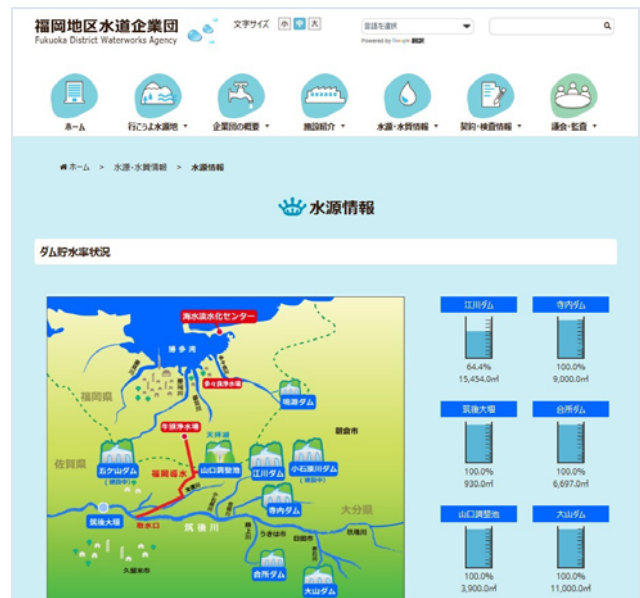 福岡地区水道企業団
Fukuoka District Waterworks Agency
文字サイズ 小 中 大
言語を選択
Powered by Google 翻訳
ホーム
行こうよ水源地
企業団の概要
施設紹介
水源・水質情報
契約・検査情報
議会・監査
ホーム > 水源・水質情報 > 水源情報
水源情報
ダム貯水率状況
海水淡水化センター
博多湾
福岡県
多々良浄水場
鳴淵ダム
牛頸浄水場
天拝湖
朝倉市
佐賀県
五ケ山ダム
(建設中)
福岡導水
山口調整池
江川ダム
小石原川ダム
(建設中)
寺内ダム
大分県
筑後大堰
取水口
筑後川
うきは市
日田市
玖珠川
久留米市
合所ダム
大山ダム
江川ダム
64.4%
15,454.0㎥
寺内ダム
100.0%
9,000.0㎥
筑後大堰
100.0%
930.0㎥
合所ダム
100.0%
6,697.0㎥
山口調整池
100.0%
3,900.0㎥
大山ダム
100.0%
11,000.0㎥